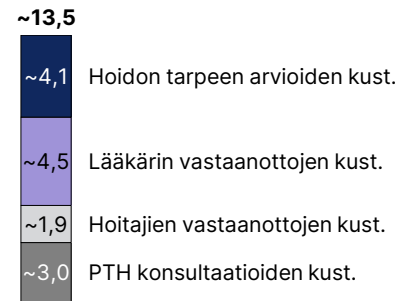 ~13,5
~4,1 Hoidon tarpeen arvioiden kust.
~4,5 Lääkärin vastaanottojen kust.
~1,9 Hoitajien vastaanottojen kust.
~3,0 PTH konsultaatioiden kust.